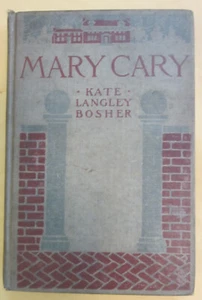 MARY CARY
· KATE ·
LANGLEY
BOSHER